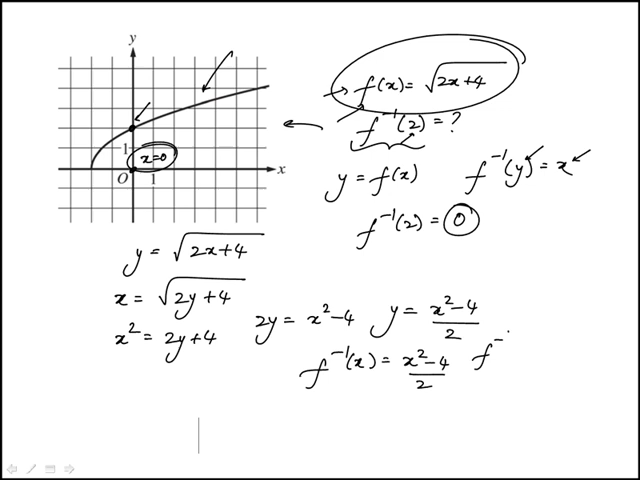 y
f(x) = √(2x+4)
f⁻¹(2) = ?
1
x=0
x
O
1
y = f(x)
f⁻¹(y) = x
f⁻¹(2) = 0
y = √(2x+4)
x = √(2y+4)
x² = 2y+4
2y = x²-4
y = (x²-4)/2
f⁻¹(x) = (x²-4)/2
f⁻